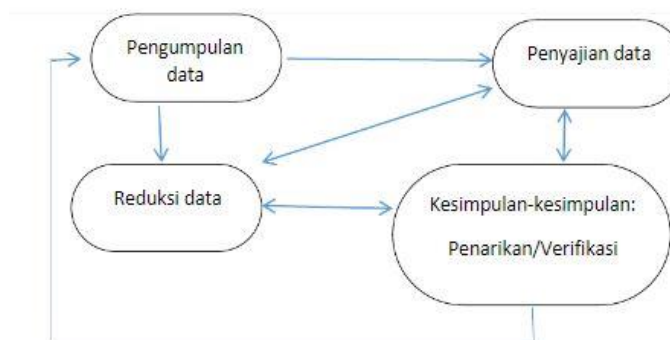 Pengumpulan
data
Penyajian data
Reduksi data
Kesimpulan-kesimpulan:
Penarikan/Verifikasi